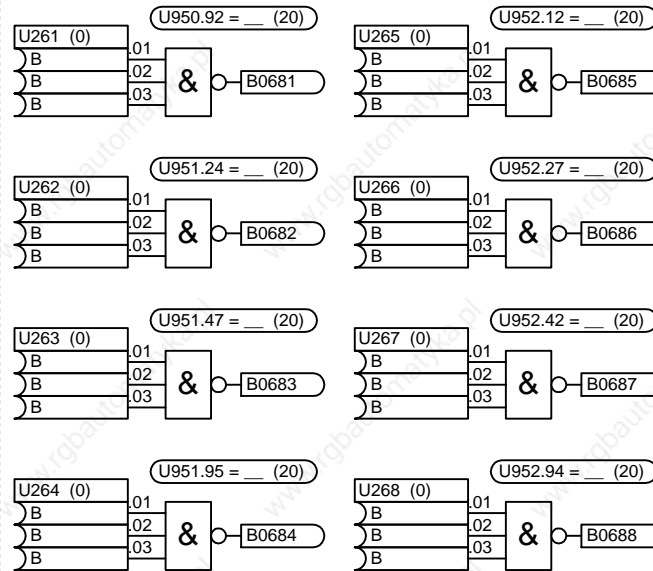 U950.92 = __ (20)
U261 (0)
B .01
B .02
B .03
&
B0681
U952.12 = __ (20)
U265 (0)
B .01
B .02
B .03
&
B0685
U951.24 = __ (20)
U262 (0)
B .01
B .02
B .03
&
B0682
U952.27 = __ (20)
U266 (0)
B .01
B .02
B .03
&
B0686
U951.47 = __ (20)
U263 (0)
B .01
B .02
B .03
&
B0683
U952.42 = __ (20)
U267 (0)
B .01
B .02
B .03
&
B0687
U951.95 = __ (20)
U264 (0)
B .01
B .02
B .03
&
B0684
U952.94 = __ (20)
U268 (0)
B .01
B .02
B .03
&
B0688
www.rgbautomatyka.pl